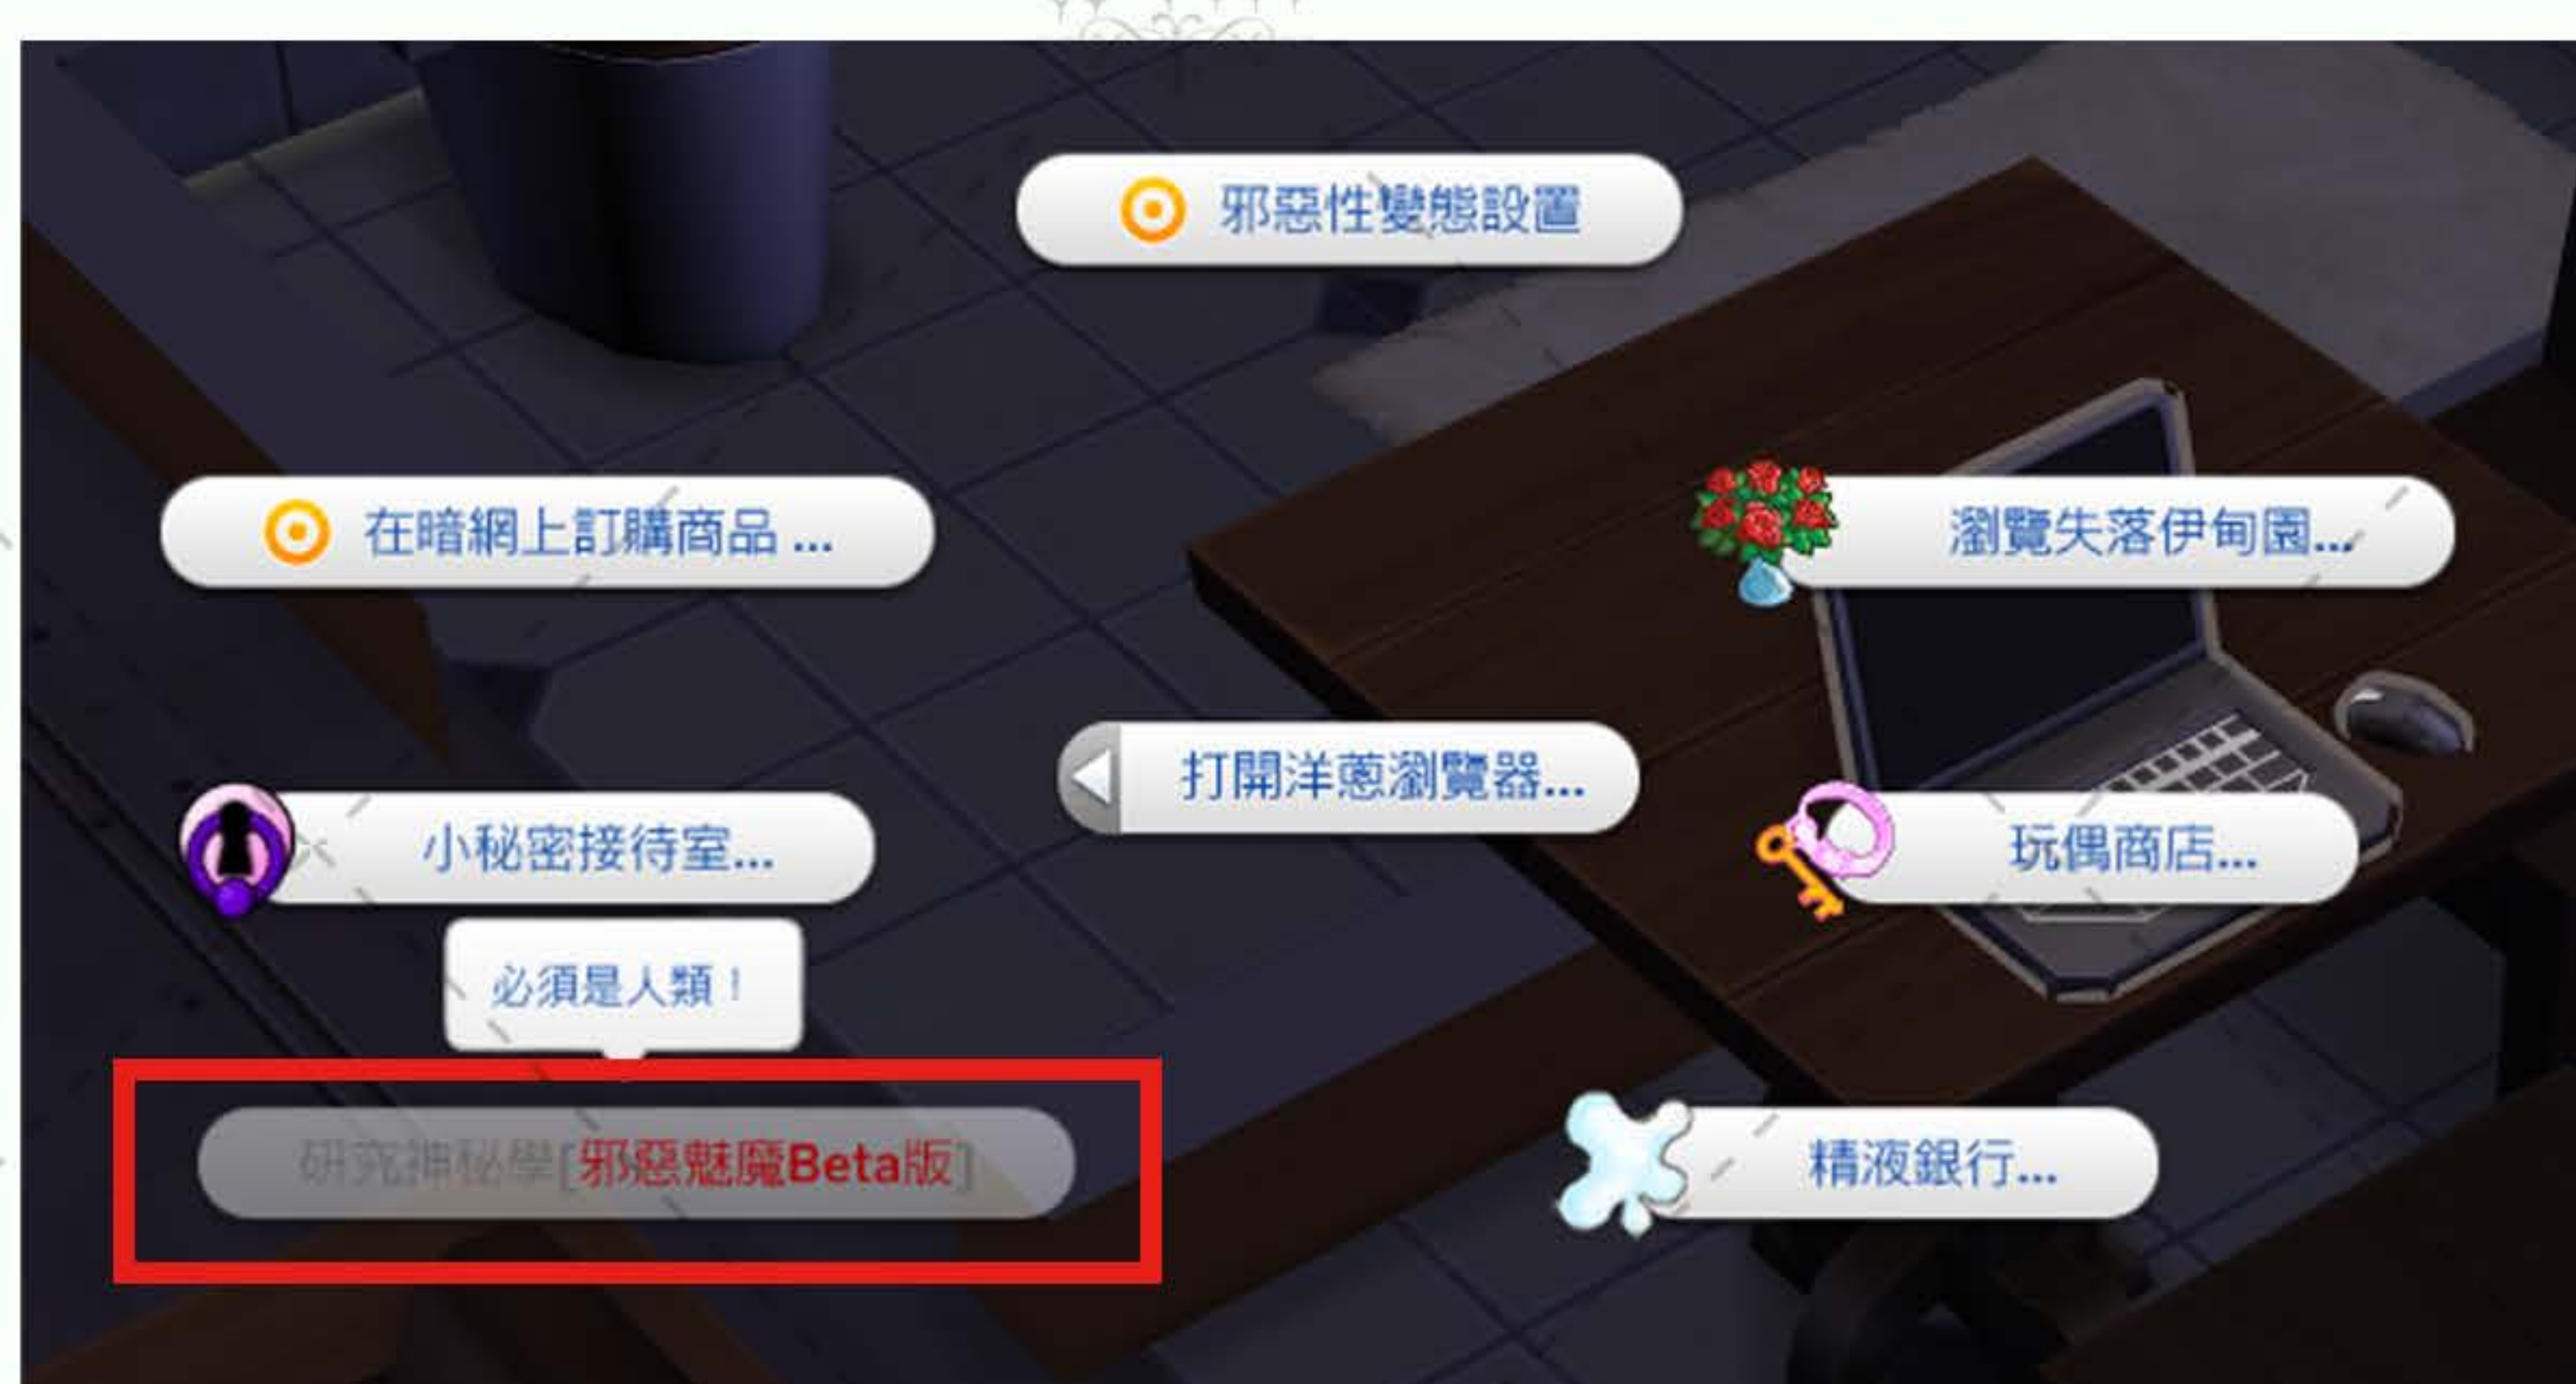 邪惡性變態設置
在暗網上訂購商品 ...
瀏覽失落伊甸園...
打開洋蔥瀏覽器...
小秘密接待室...
玩偶商店...
必須是人類！
研究神秘學[邪惡魅魔Beta版]
精液銀行...